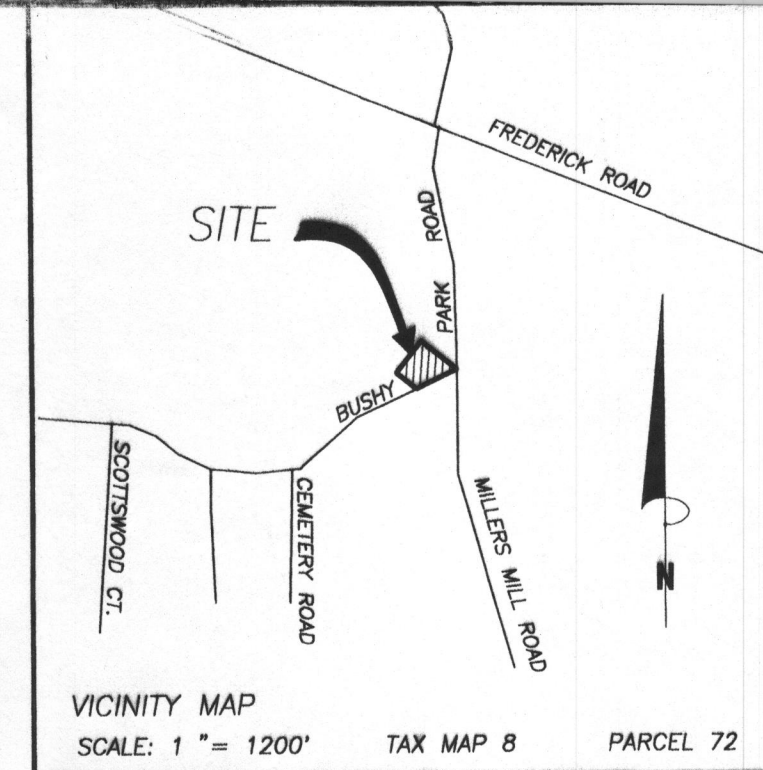 FREDERICK ROAD
SITE
BUSHY PARK ROAD
SCOTTSWOOD CT.
CEMETERY ROAD
MILLERS MILL ROAD
N
VICINITY MAP
SCALE: 1 "= 1200' TAX MAP 8 PARCEL 72